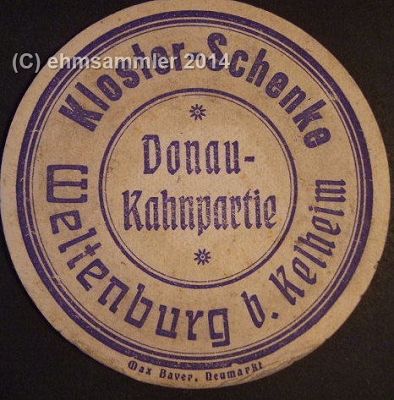 (C) ehmsammler 2014
Kloster-Schenke
Donau-
Kahnpartie
Weltenburg b. Kelheim
Max Bayer, Neumarkt